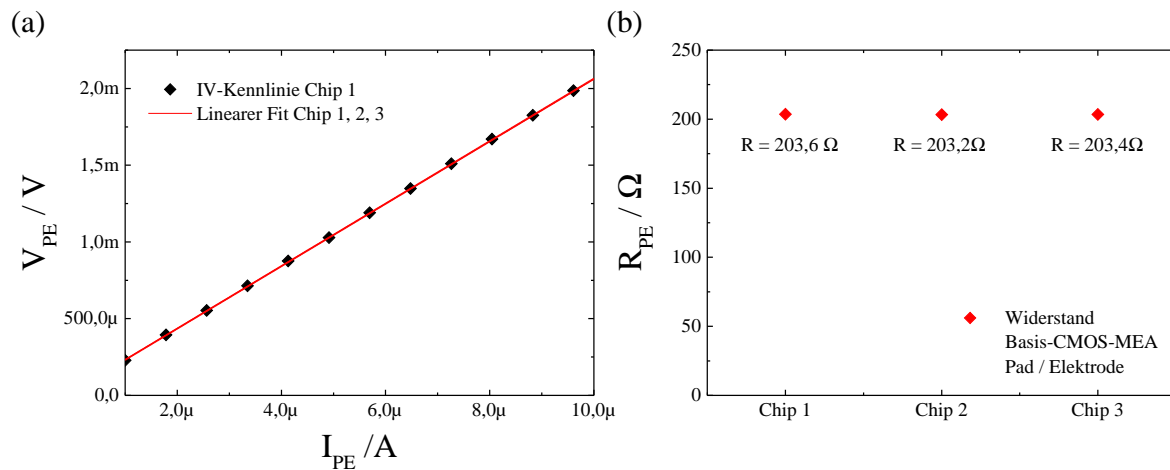 (a)
2,0m
1,5m
1,0m
500,0µ
0,0
V_PE / V
IV-Kennlinie Chip 1
Linearer Fit Chip 1, 2, 3
2,0µ 4,0µ 6,0µ 8,0µ 10,0µ
I_PE /A
(b)
250
200
150
100
50
0
R_PE / Ω
R = 203,6 Ω R = 203,2Ω R = 203,4Ω
Widerstand
Basis-CMOS-MEA
Pad / Elektrode
Chip 1 Chip 2 Chip 3